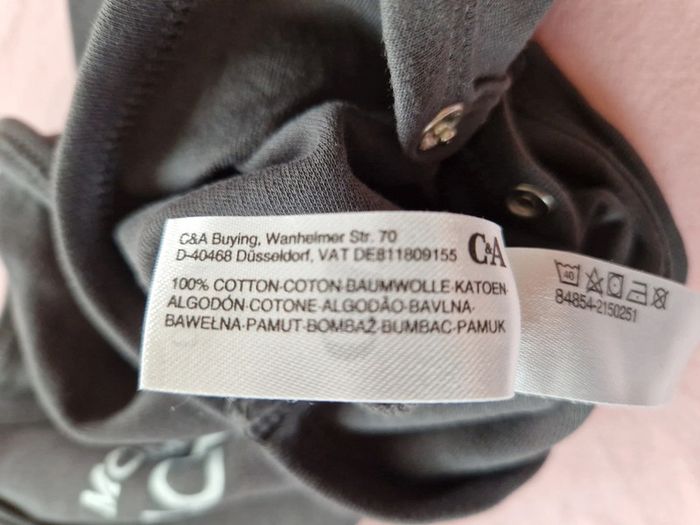 C&A Buying, Wanheimer Str. 70
D-40468 Düsseldorf, VAT DE811809155
C&A
100% COTTON·COTON·BAUMWOLLE·KATOEN·
ALGODÓN·COTONE·ALGODÃO·BAVLNA·
BAWEŁNA·PAMUT·BOMBAŽ·BUMBAC·PAMUK
40
84854-2150251